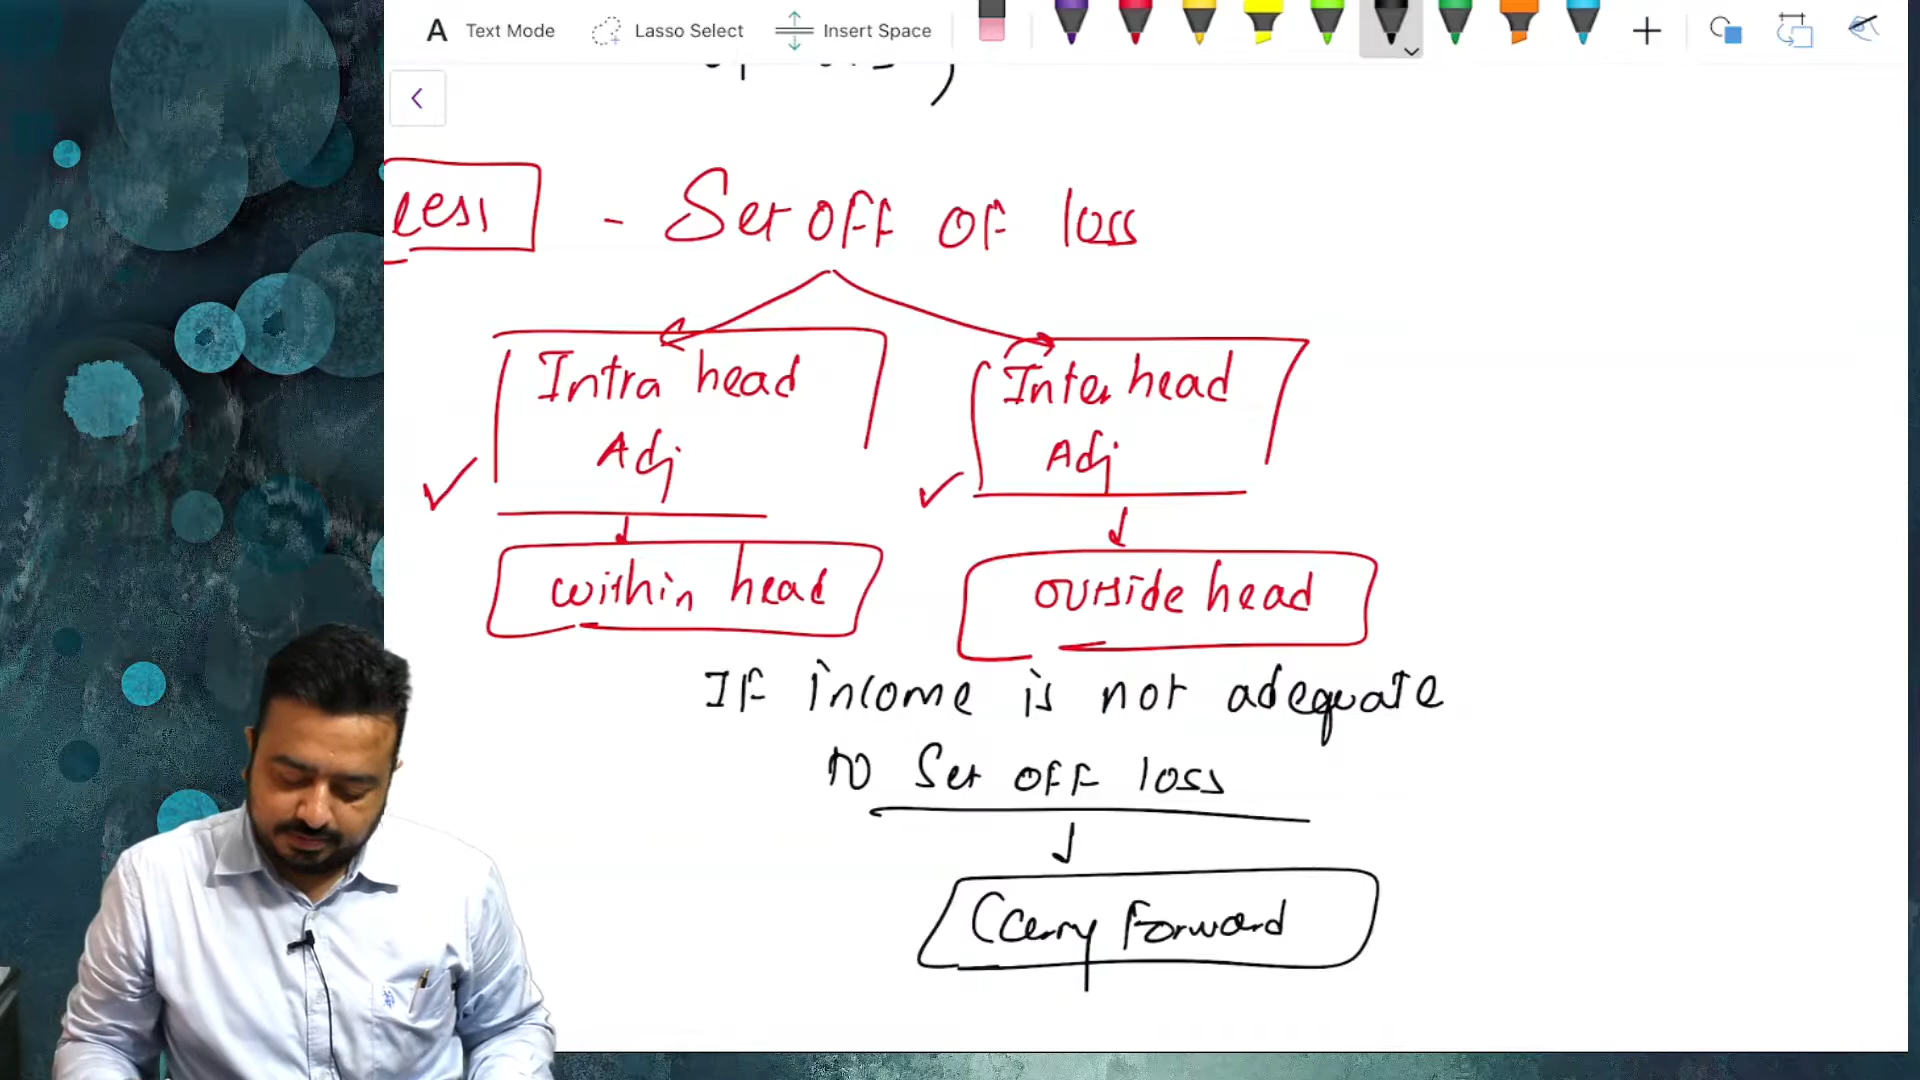 A Text Mode Lasso Select Insert Space
cess - Set off of loss
Intra head Inter head
Adj Adj
within head outside head
If income is not adequate
to set off loss
Carry forward